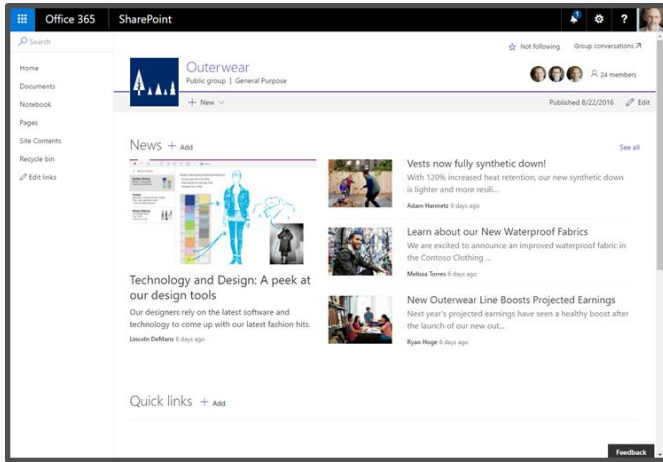 Office 365
SharePoint
1
?
Search
Not following
Group conversations
Home
Documents
Notebook
Pages
Site Contents
Recycle bin
Edit links
Outerwear
Public group | General Purpose
24 members
+ New
Published 8/22/2016
Edit
News + Add
See all
Technology and Design: A peek at
our design tools
Our designers rely on the latest software and
technology to come up with our latest fashion hits.
Lincoln DeMaris 6 days ago
Vests now fully synthetic down!
With 120% increased heat retention, our new synthetic down
is lighter and more resili...
Adam Harmetz 6 days ago
Learn about our New Waterproof Fabrics
We are excited to announce an improved waterproof fabric in
the Contoso Clothing ...
Melissa Torres 6 days ago
New Outerwear Line Boosts Projected Earnings
Next year's projected earnings have seen a healthy boost after
the launch of our new out...
Ryan Hoge 6 days ago
Quick links + Add
Feedback